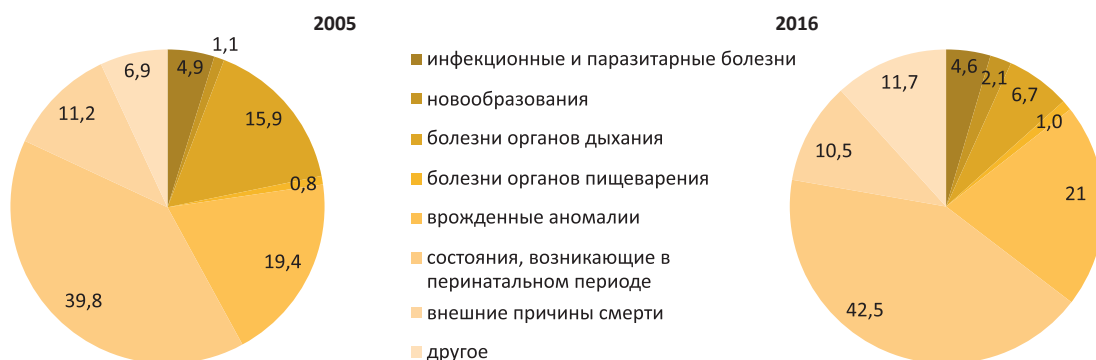 2005
2016
4,9
1,1
15,9
0,8
19,4
39,8
11,2
6,9
инфекционные и паразитарные болезни
новообразования
болезни органов дыхания
болезни органов пищеварения
врожденные аномалии
состояния, возникающие в
перинатальном периоде
внешние причины смерти
другое
4,6
2,1
6,7
1,0
21
42,5
10,5
11,7